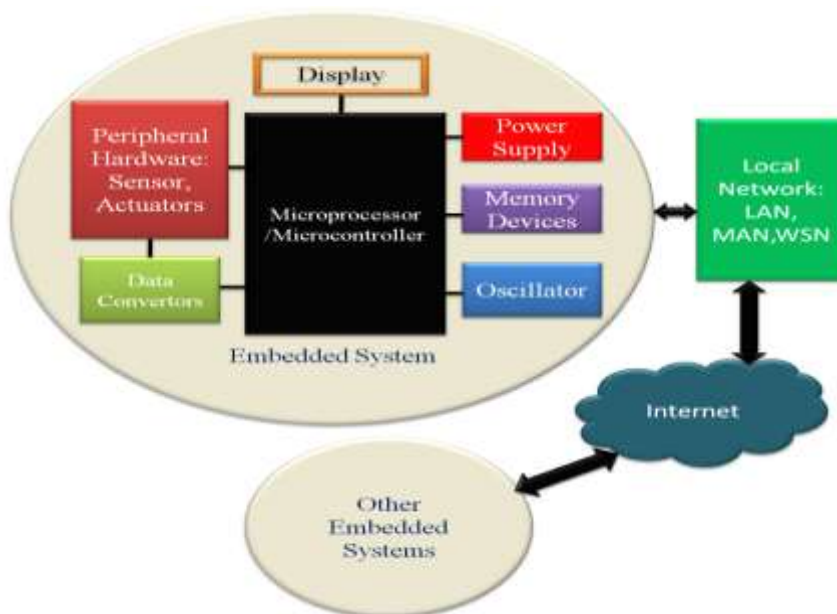 Display
Peripheral
Hardware:
Sensor,
Actuators
Power
Supply
Microprocessor
/Microcontroller
Memory
Devices
Data
Convertors
Oscillator
Embedded System
Local
Network:
LAN,
MAN,WSN
Internet
Other
Embedded
Systems